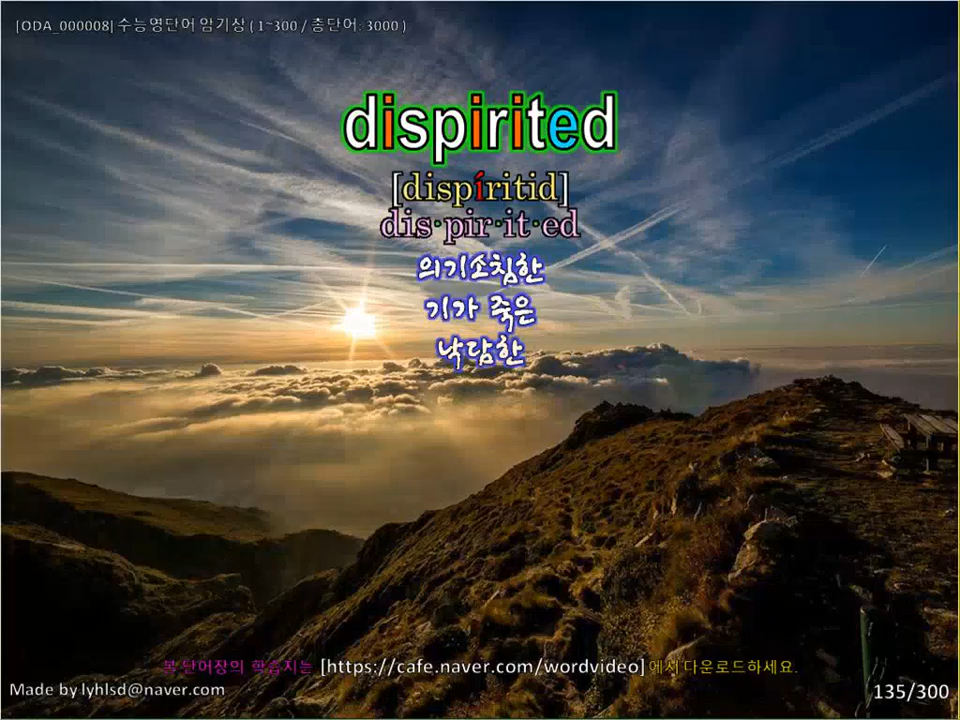 [ODA_000008] 수능영단어 암기상 ( 1~300 / 총단어: 3000 )
dispirited
[dispíritid]
dis·pir·it·ed
의기소침한
기가 죽은
낙담한
본 단어장의 학습지는 [https://cafe.naver.com/wordvideo] 에서 다운로드하세요.
Made by lyhlsd@naver.com
135/300